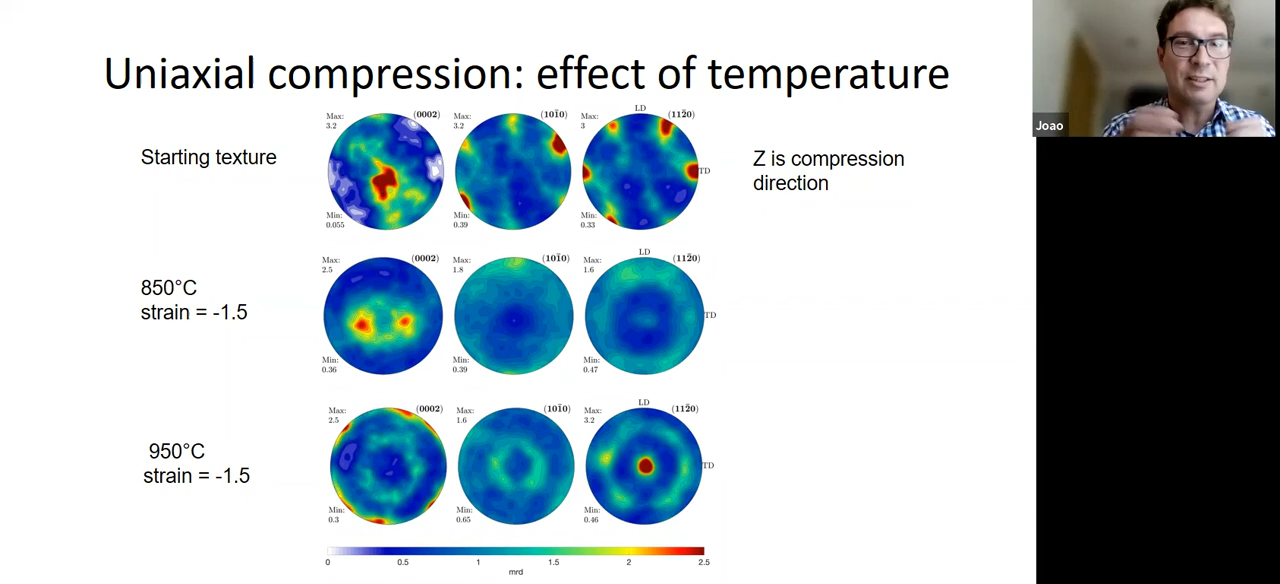 Uniaxial compression: effect of temperature
Joao
Starting texture
Z is compression
direction
Max:
3.2
(0002)
Min:
0.055
Max:
3.2
(101̄0)
Min:
0.39
LD
Max:
3
(112̄0)
TD
Min:
0.33
850°C
strain = -1.5
Max:
2.5
(0002)
Min:
0.36
Max:
1.8
(101̄0)
Min:
0.39
LD
Max:
1.6
(112̄0)
TD
Min:
0.47
950°C
strain = -1.5
Max:
2.5
(0002)
Min:
0.3
Max:
1.6
(101̄0)
Min:
0.65
LD
Max:
3.2
(112̄0)
TD
Min:
0.46
0 0.5 1 1.5 2 2.5
mrd